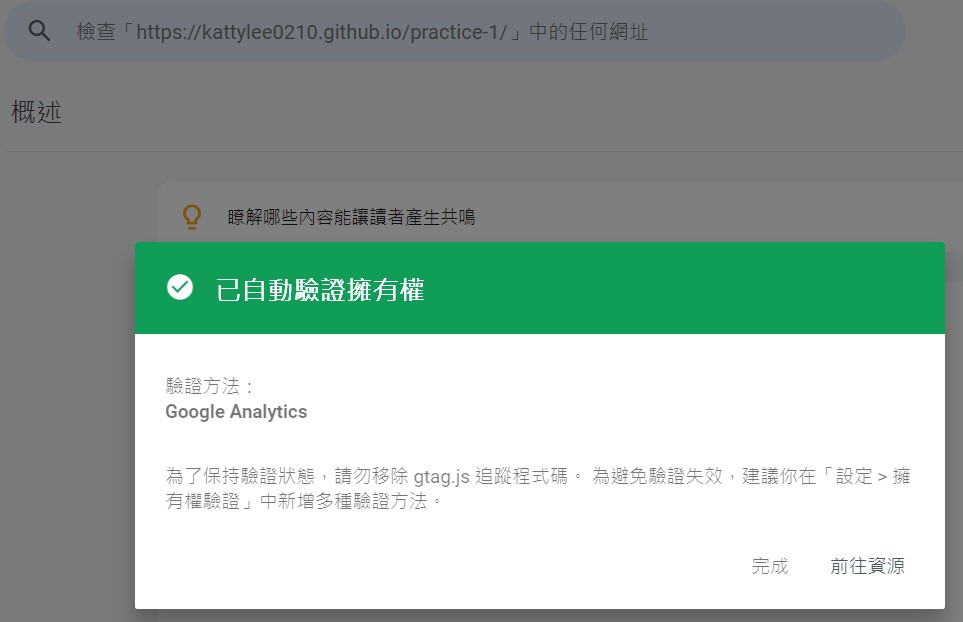 檢查「https://kattylee0210.github.io/practice-1/」中的任何網址
概述
瞭解哪些內容能讓讀者產生共鳴
已自動驗證擁有權
驗證方法：
Google Analytics
為了保持驗證狀態，請勿移除 gtag.js 追蹤程式碼。 為避免驗證失效，建議你在「設定 > 擁
有權驗證」中新增多種驗證方法。
完成 前往資源